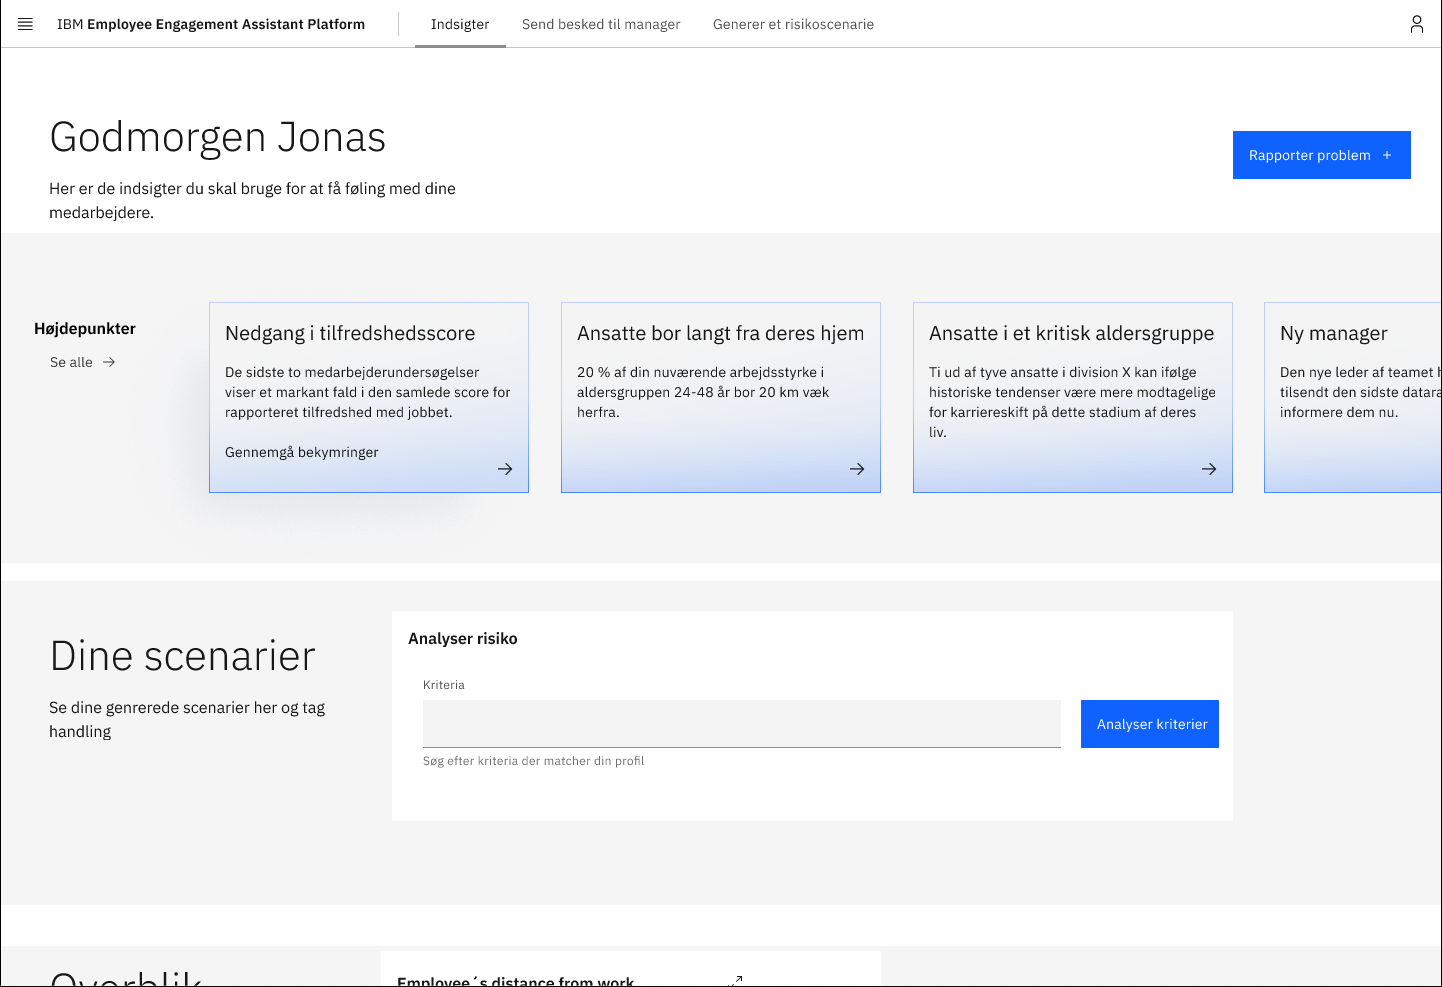 IBM Employee Engagement Assistant Platform
Indsigter
Send besked til manager
Generer et risikoscenarie
Godmorgen Jonas
Her er de indsigter du skal bruge for at få føling med dine
medarbejdere.
Rapporter problem +
Højdepunkter
Se alle
Nedgang i tilfredshedsscore
De sidste to medarbejderundersøgelser
viser et markant fald i den samlede score for
rapporteret tilfredshed med jobbet.
Gennemgå bekymringer
Ansatte bor langt fra deres hjem
20 % af din nuværende arbejdsstyrke i
aldersgruppen 24-48 år bor 20 km væk
herfra.
Ansatte i et kritisk aldersgruppe
Ti ud af tyve ansatte i division X kan ifølge
historiske tendenser være mere modtagelige
for karriereskift på dette stadium af deres
liv.
Ny manager
Den nye leder af teamet
tilsendt den sidste
informere dem nu.
Dine scenarier
Se dine genrerede scenarier her og tag
handling
Analyser risiko
Kriteria
Analyser kriterier
Søg efter kriteria der matcher din profil
Overblik
Employee´s distance from work